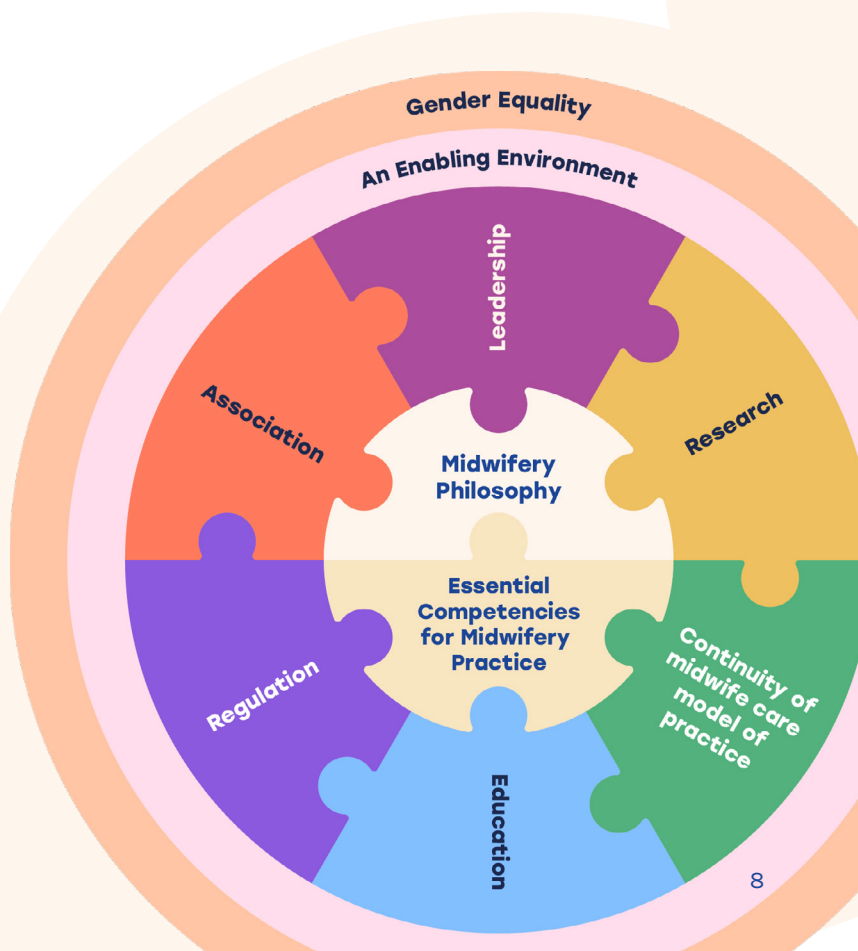 Gender Equality
An Enabling Environment
Leadership
Association
Research
Midwifery
Philosophy
Essential
Competencies
for Midwifery
Practice
Regulation
Continuity of
midwife care
model of
practice
Education
8